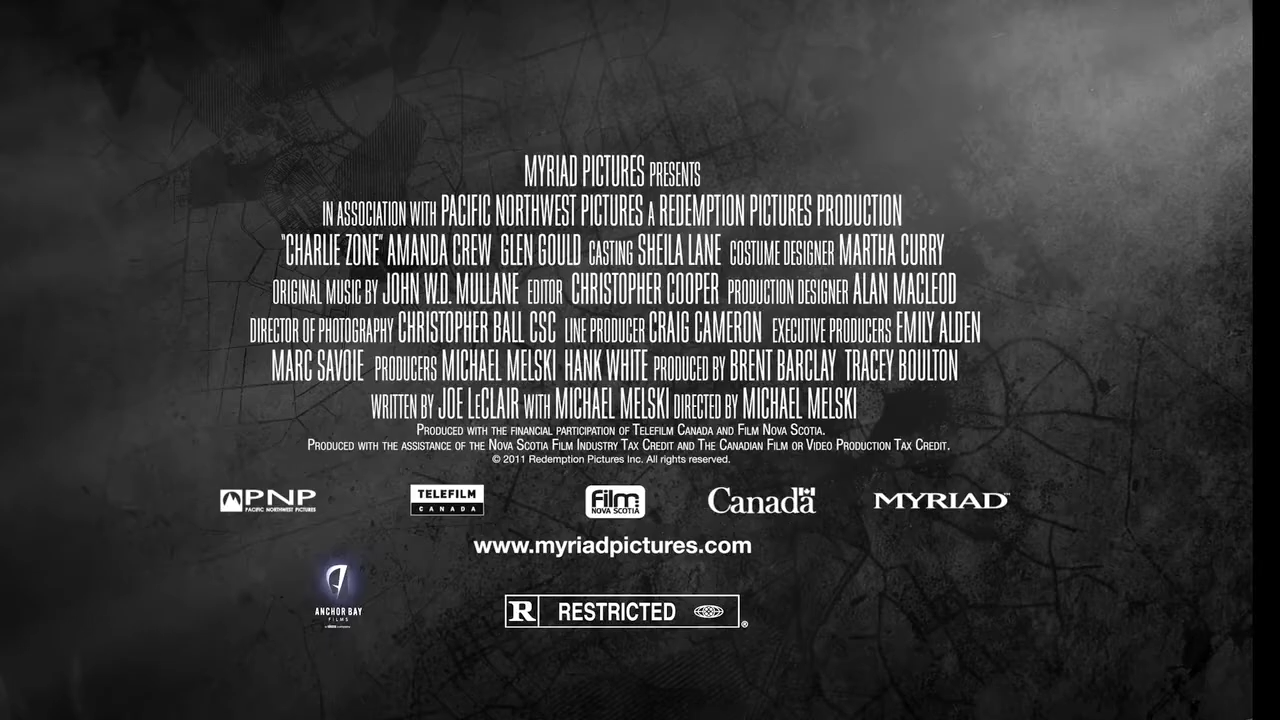 MYRIAD PICTURES PRESENTS
IN ASSOCIATION WITH PACIFIC NORTHWEST PICTURES A REDEMPTION PICTURES PRODUCTION
"CHARLIE ZONE" AMANDA CREW GLEN GOULD CASTING SHEILA LANE COSTUME DESIGNER MARTHA CURRY
ORIGINAL MUSIC BY JOHN W.D. MULLANE EDITOR CHRISTOPHER COOPER PRODUCTION DESIGNER ALAN MACLEOD
DIRECTOR OF PHOTOGRAPHY CHRISTOPHER BALL CSC LINE PRODUCER CRAIG CAMERON EXECUTIVE PRODUCERS EMILY ALDEN
MARC SAVOIE PRODUCERS MICHAEL MELSKI HANK WHITE PRODUCED BY BRENT BARCLAY TRACEY BOULTON
WRITTEN BY JOE LeCLAIR WITH MICHAEL MELSKI DIRECTED BY MICHAEL MELSKI
PRODUCED WITH THE FINANCIAL PARTICIPATION OF TELEFILM CANADA AND FILM NOVA SCOTIA.
PRODUCED WITH THE ASSISTANCE OF THE NOVA SCOTIA FILM INDUSTRY TAX CREDIT AND THE CANADIAN FILM OR VIDEO PRODUCTION TAX CREDIT.
© 2011 Redemption Pictures Inc. All rights reserved.
PNP
PACIFIC NORTHWEST PICTURES
TELEFILM
CANADA
film
NOVA SCOTIA
Canada
MYRIAD
www.myriadpictures.com
ANCHOR BAY
FILMS
R RESTRICTED ®